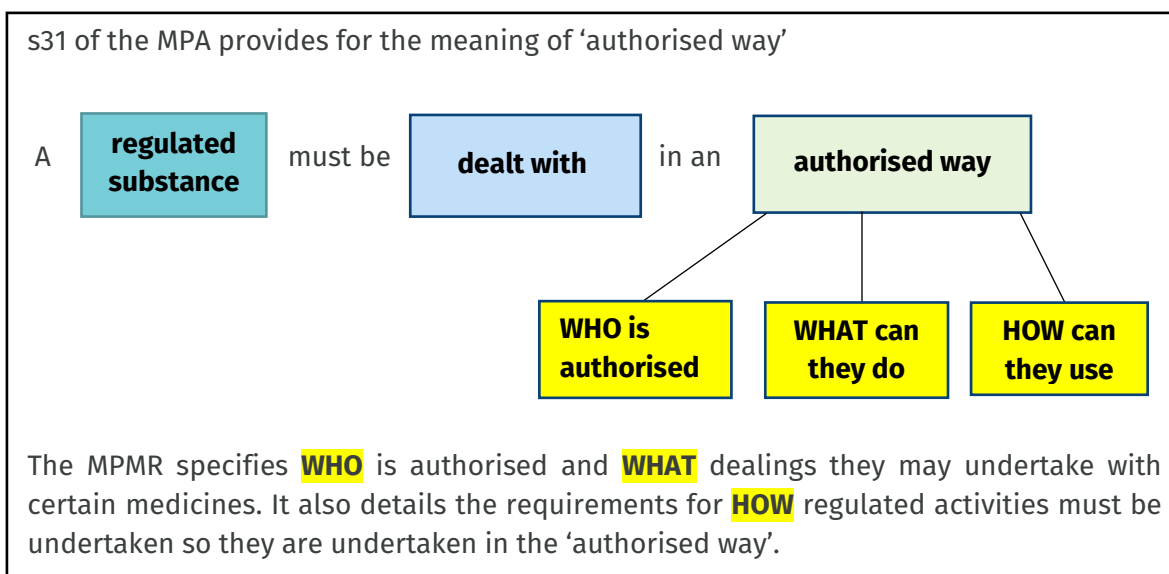 s31 of the MPA provides for the meaning of ‘authorised way’
A regulated substance must be dealt with in an authorised way
WHO is authorised
WHAT can they do
HOW can they use
The MPMR specifies WHO is authorised and WHAT dealings they may undertake with
certain medicines. It also details the requirements for HOW regulated activities must be
undertaken so they are undertaken in the ‘authorised way’.